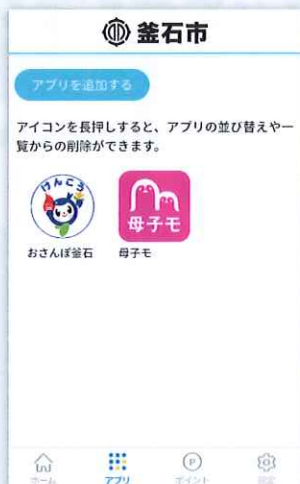 釜石市
アプリを追加する
アイコンを長押しすると、アプリの並び替えや一
覧からの削除ができます。
けんこう
母子モ
おさんぽ釜石
母子モ
P
ホーム
アプリ
ポイント
設定